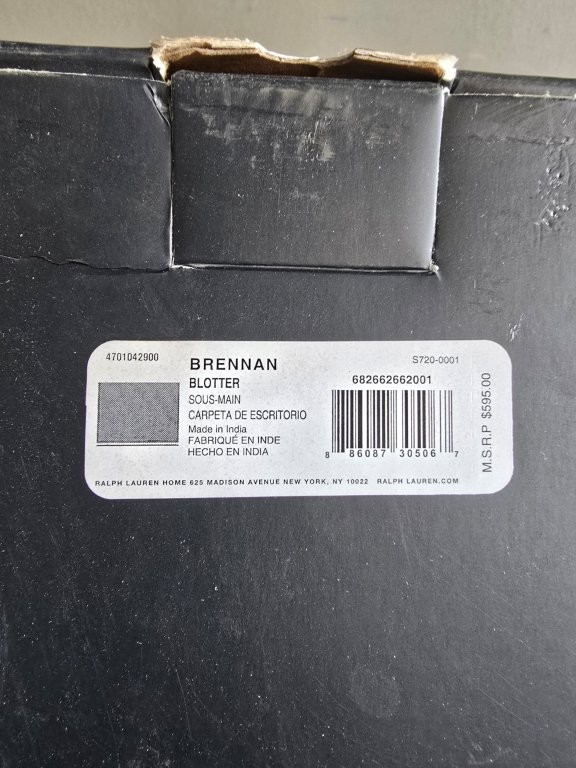 4701042900
BRENNAN
S720-0001
BLOTTER
SOUS-MAIN
CARPETA DE ESCRITORIO
Made in India
FABRIQUÉ EN INDE
HECHO EN INDIA
682662662001
8 86087 30506 7
M.S.R.P $595.00
RALPH LAUREN HOME 625 MADISON AVENUE NEW YORK, NY 10022 RALPH LAUREN.COM